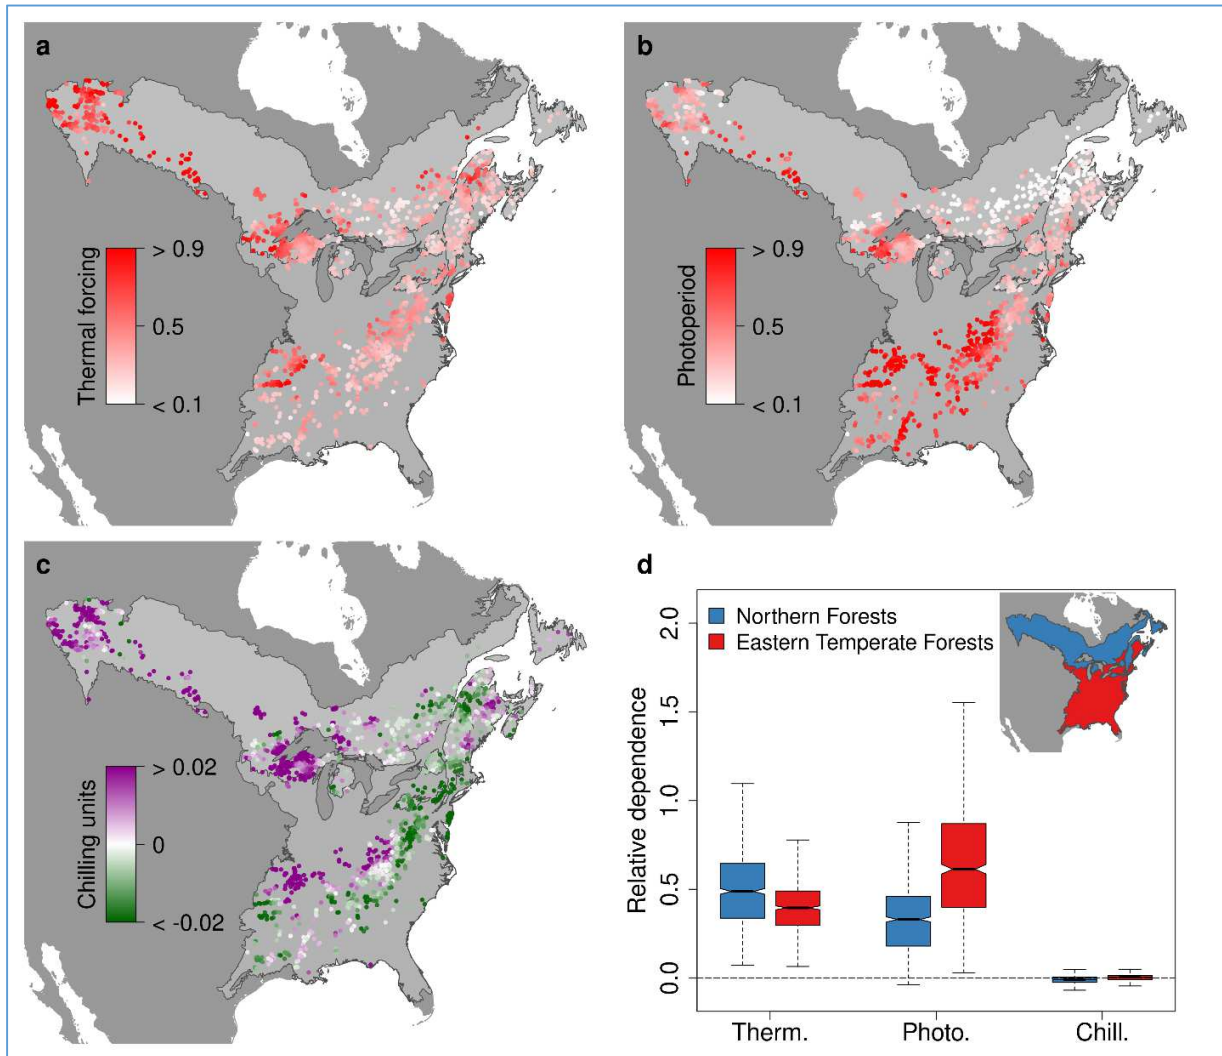 a
> 0.9
0.5
< 0.1
Thermal forcing
b
> 0.9
0.5
< 0.1
Photoperiod
c
> 0.02
0
< -0.02
Chilling units
d
Northern Forests
Eastern Temperate Forests
Relative dependence
2.0
1.5
1.0
0.5
0.0
Therm.
Photo.
Chill.